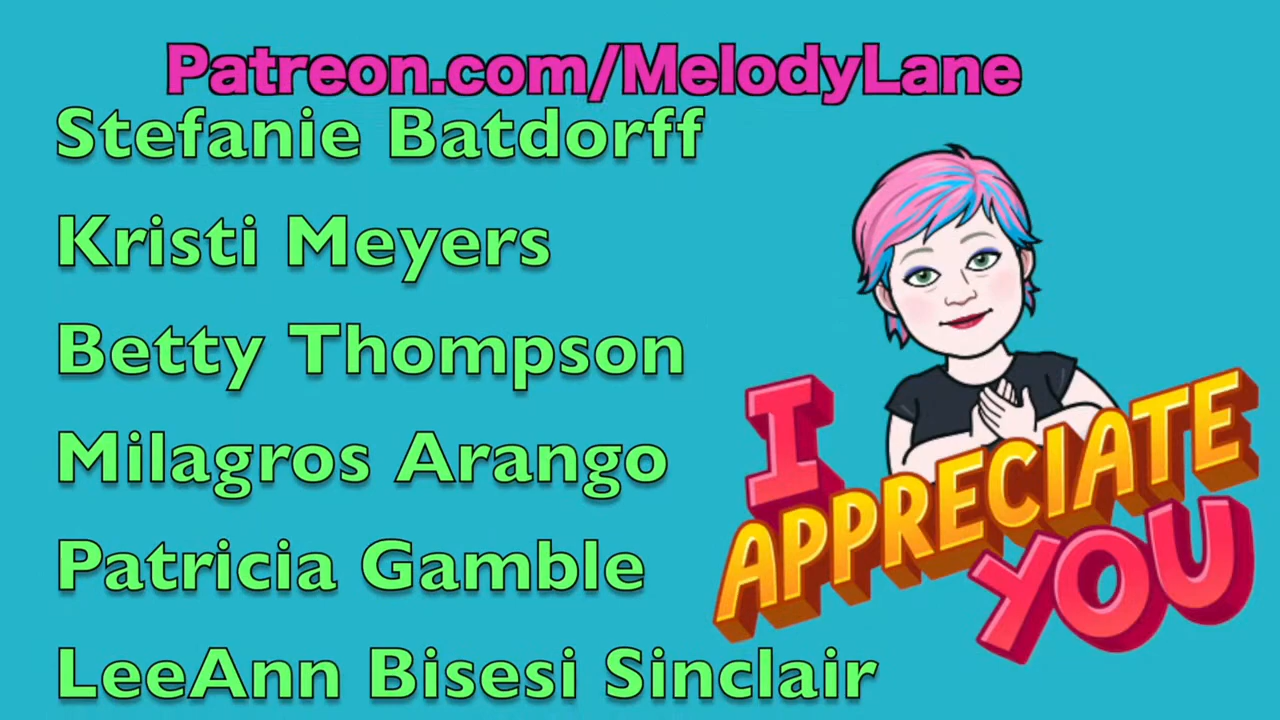 Patreon.com/MelodyLane
Stefanie Batdorff
Kristi Meyers
Betty Thompson
Milagros Arango
Patricia Gamble
LeeAnn Bisesi Sinclair
I
APPRECIATE
YOU